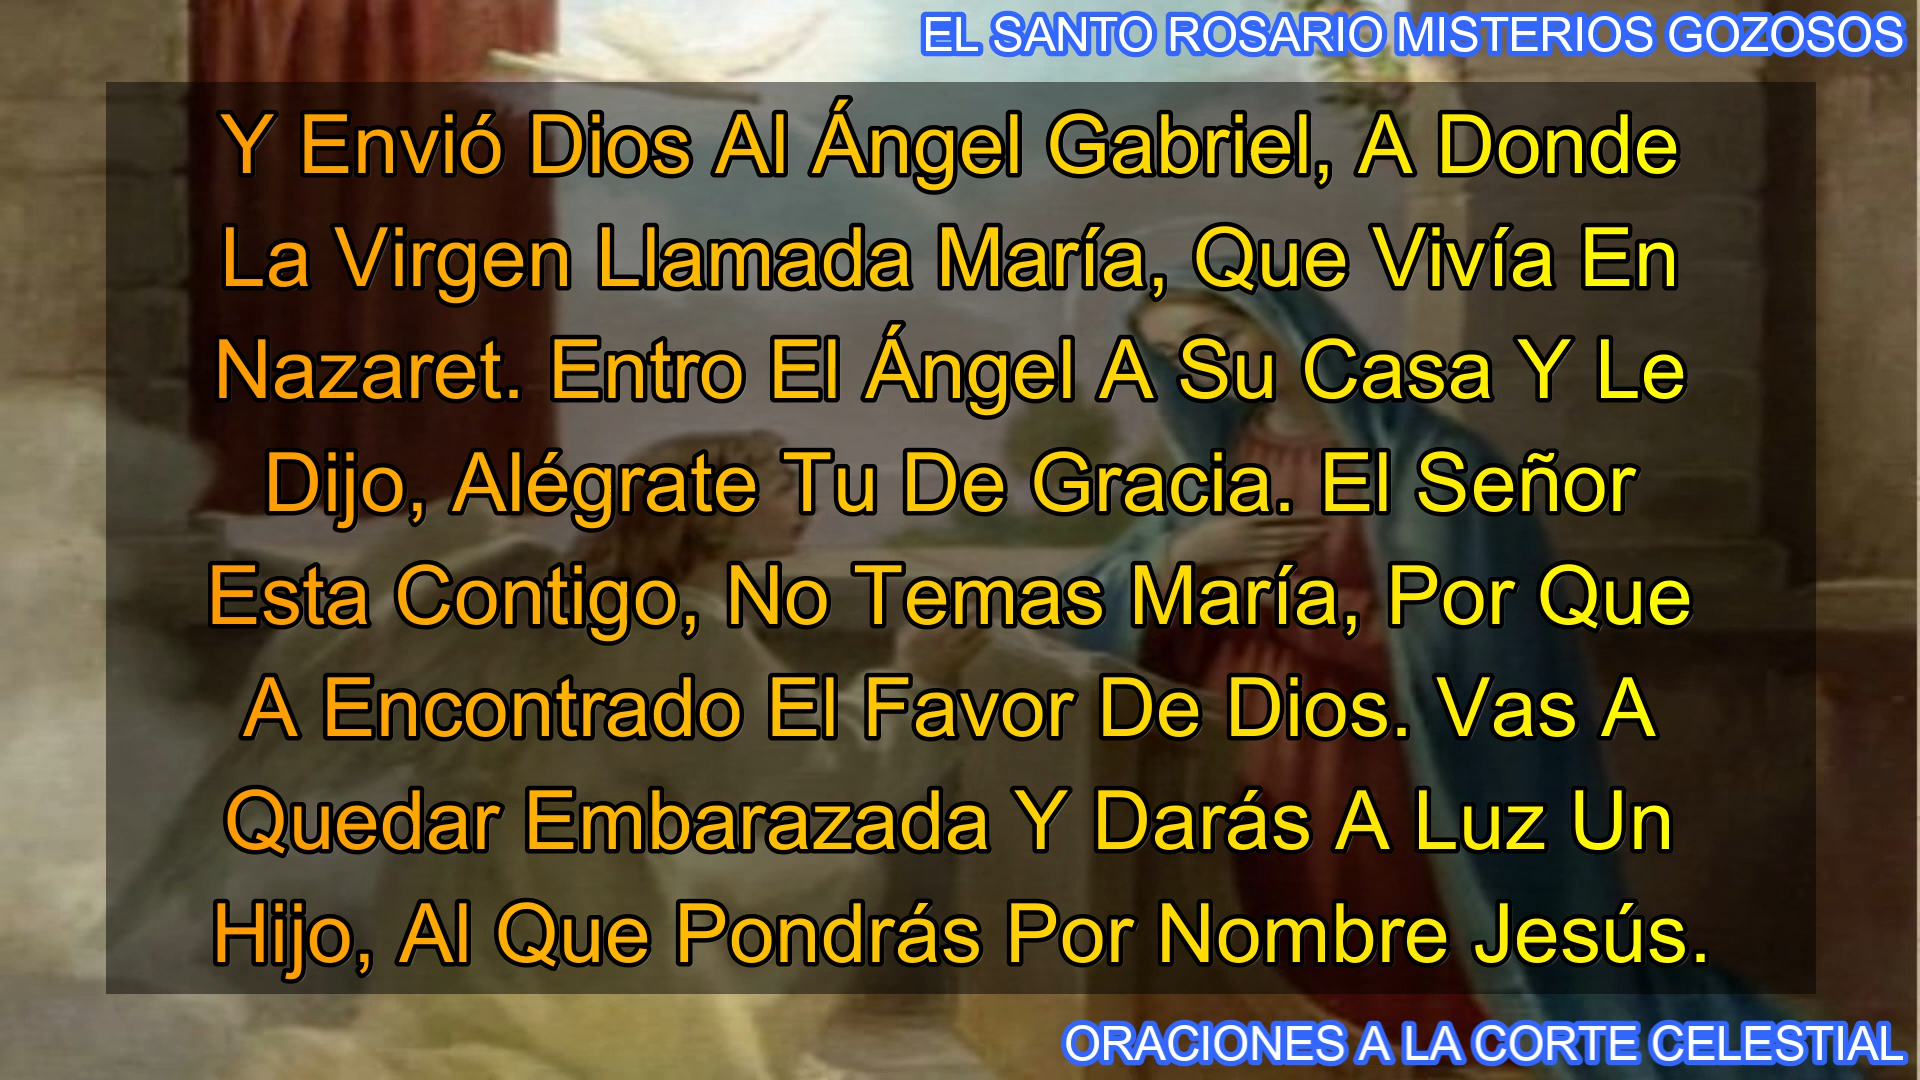 EL SANTO ROSARIO MISTERIOS GOZOSOS
Y Envió Dios Al Ángel Gabriel, A Donde
La Virgen Llamada María, Que Vivía En
Nazaret. Entro El Ángel A Su Casa Y Le
Dijo, Alégrate Tu De Gracia. El Señor
Esta Contigo, No Temas María, Por Que
A Encontrado El Favor De Dios. Vas A
Quedar Embarazada Y Darás A Luz Un
Hijo, Al Que Pondrás Por Nombre Jesús.
ORACIONES A LA CORTE CELESTIAL